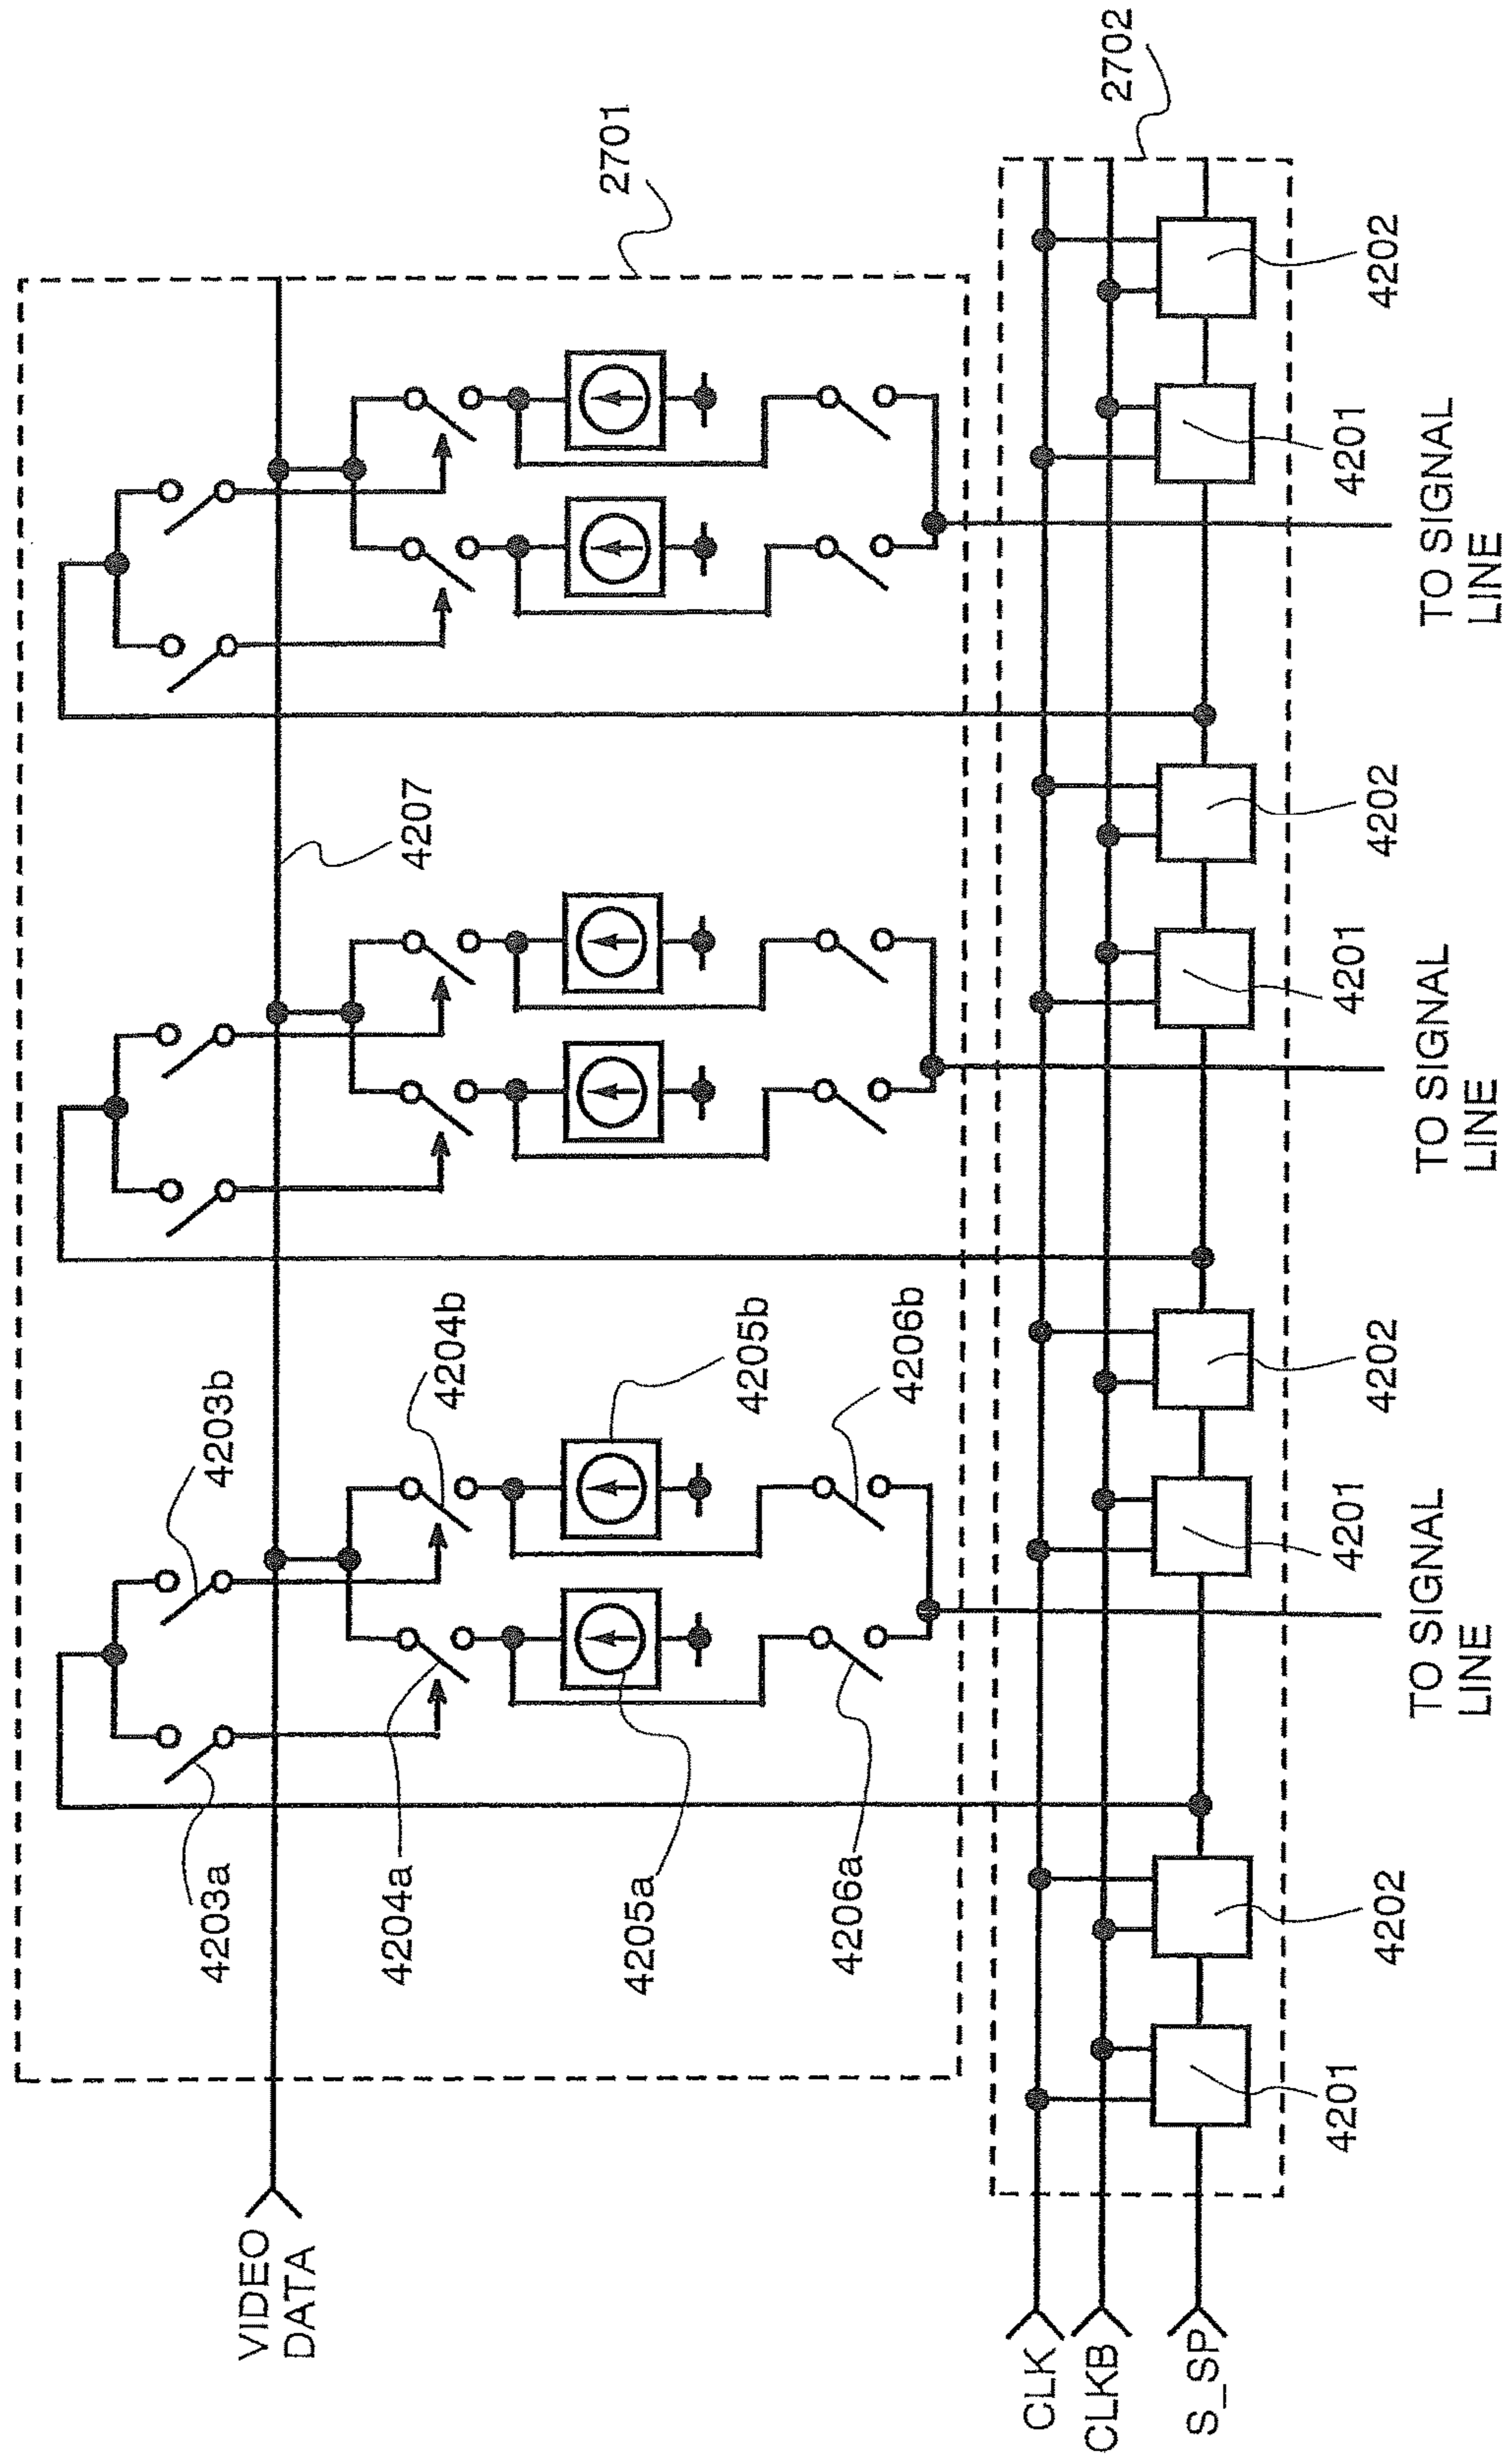 2701
2702
4203b
4203a
4207
4204b
4204a
4205b
4205a
4206b
4206a
VIDEO
DATA
CLK
CLKB
S_SP
4201
4202
4201
4202
4201
4202
4201
4202
TO SIGNAL
LINE
TO SIGNAL
LINE
TO SIGNAL
LINE